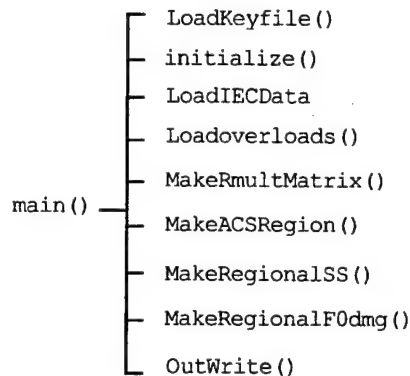 LoadKeyfile()
initialize()
LoadIECData
Loadoverloads()
MakeRmultMatrix()
main()
MakeACSRegion()
MakeRegionalSS()
MakeRegionalF0dmg()
OutWrite()